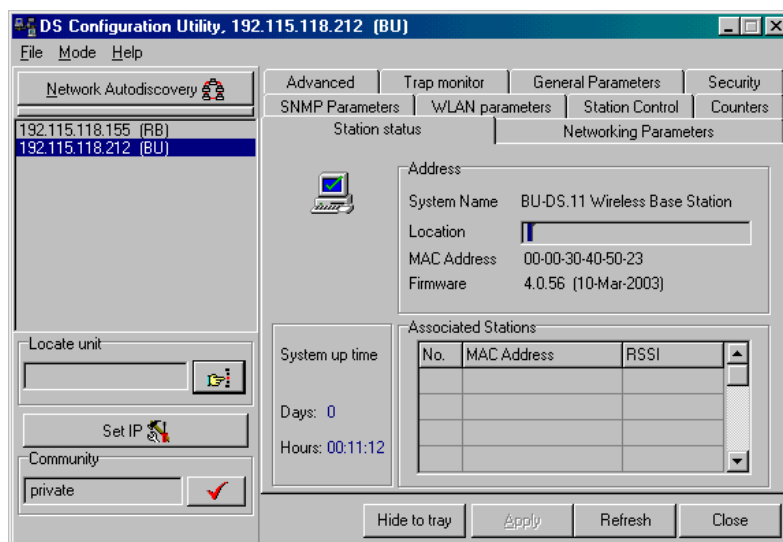 DS Configuration Utility, 192.115.118.212 (BU)
File Mode Help
Network Autodiscovery
192.115.118.155 (RB)
192.115.118.212 (BU)
Locate unit
Set IP
Community
private
Advanced Trap monitor General Parameters Security
SNMP Parameters WLAN parameters Station Control Counters
Station status Networking Parameters
Address
System Name BU-DS.11 Wireless Base Station
Location
MAC Address 00-00-30-40-50-23
Firmware 4.0.56 (10-Mar-2003)
System up time
Days: 0
Hours: 00:11:12
Associated Stations
No. MAC Address RSSI
Hide to tray Apply Refresh Close